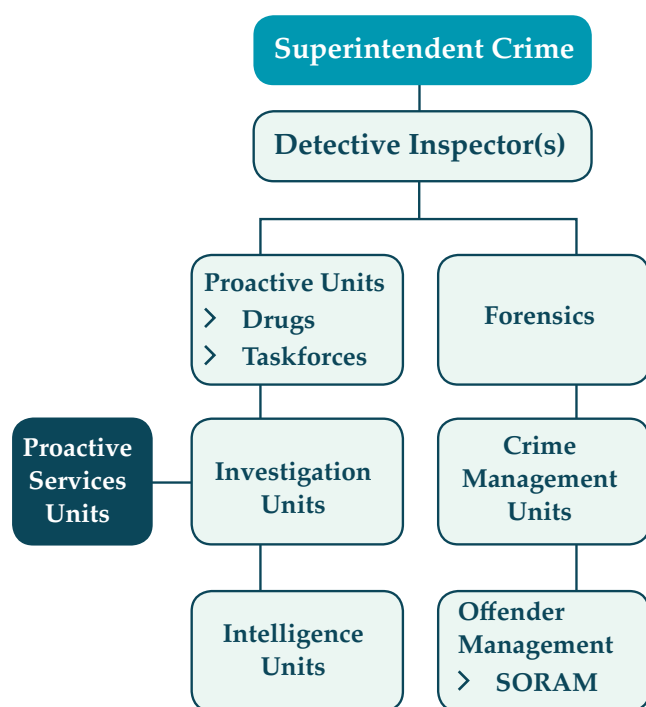 Superintendent Crime
Detective Inspector(s)
Proactive Units
> Drugs
> Taskforces
Forensics
Proactive
Services
Units
Investigation
Units
Crime
Management
Units
Intelligence
Units
Offender
Management
> SORAM